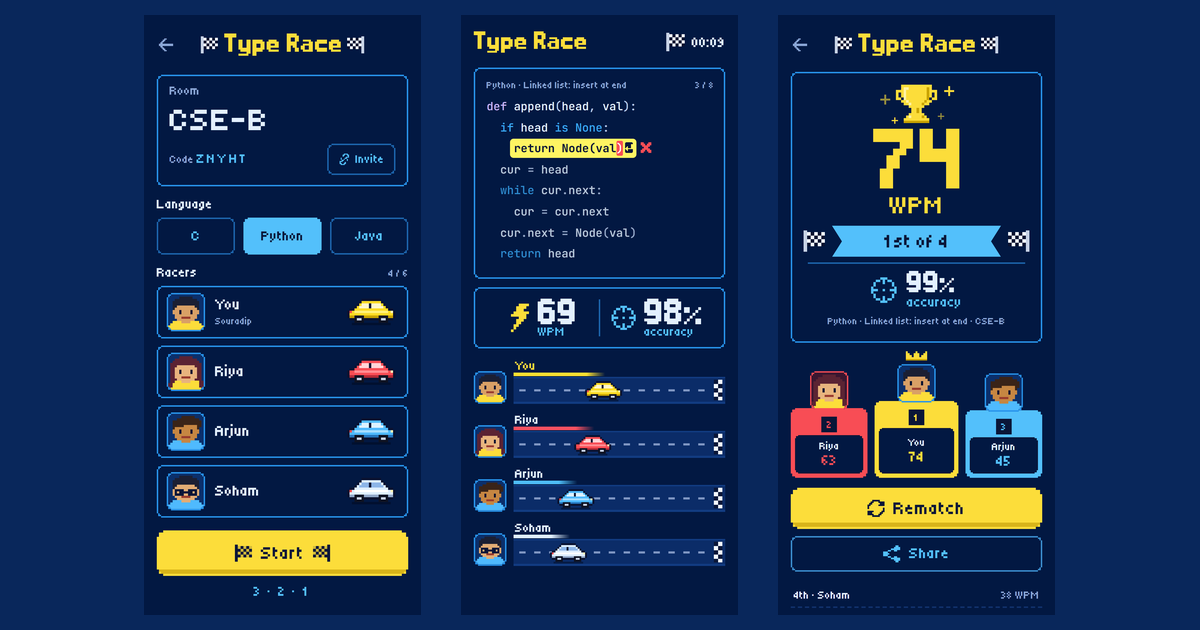 Type Race
Room
CSE-B
Code ZNYHT
Invite
Language
C
Python
Java
Racers
4/6
You
Souradip
Riya
Arjun
Soham
Start
3 · 2 · 1
Type Race
00:09
Python · Linked list: insert at end
3 / 8
def append(head, val):
if head is None:
return Node(val)
cur = head
while cur.next:
cur = cur.next
cur.next = Node(val)
return head
69
WPM
98%
accuracy
You
Riya
Arjun
Soham
Type Race
74
WPM
1st of 4
99%
accuracy
Python · Linked list: insert at end · CSE-B
2
Riya
63
1
You
74
3
Arjun
45
Rematch
Share
4th · Soham
38 WPM